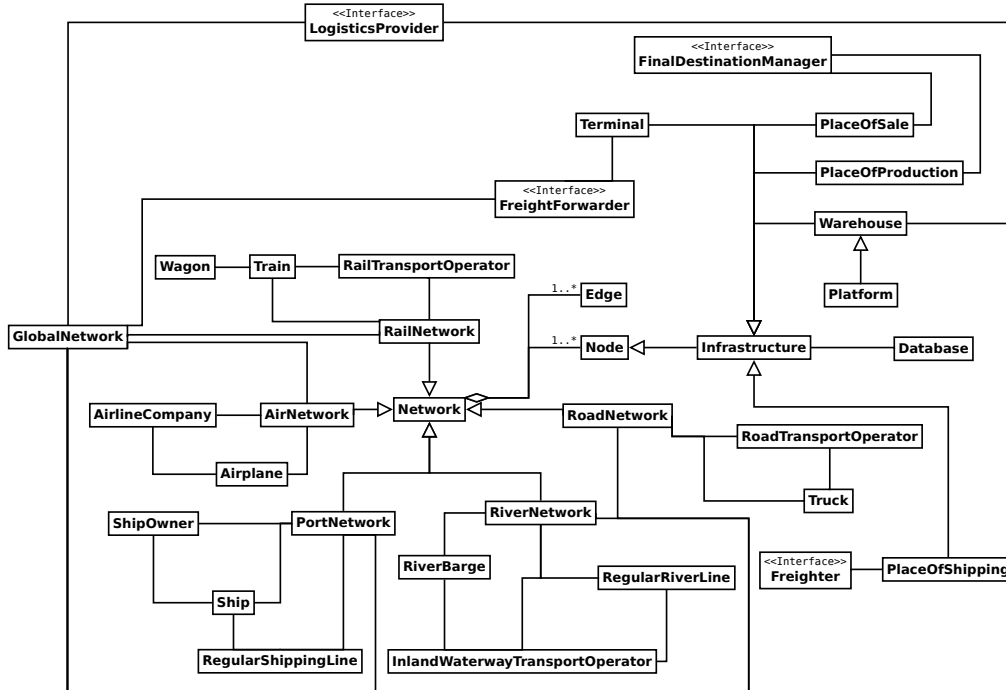 <<Interface>>
LogisticsProvider
<<Interface>>
FinalDestinationManager
Terminal
PlaceOfSale
PlaceOfProduction
<<Interface>>
FreightForwarder
Warehouse
Wagon
Train
RailTransportOperator
1..*
Edge
Platform
GlobalNetwork
RailNetwork
1..*
Node
Infrastructure
Database
AirlineCompany
AirNetwork
Network
RoadNetwork
RoadTransportOperator
Airplane
Truck
ShipOwner
PortNetwork
RiverNetwork
RiverBarge
RegularRiverLine
<<Interface>>
Freighter
PlaceOfShipping
Ship
RegularShippingLine
InlandWaterwayTransportOperator